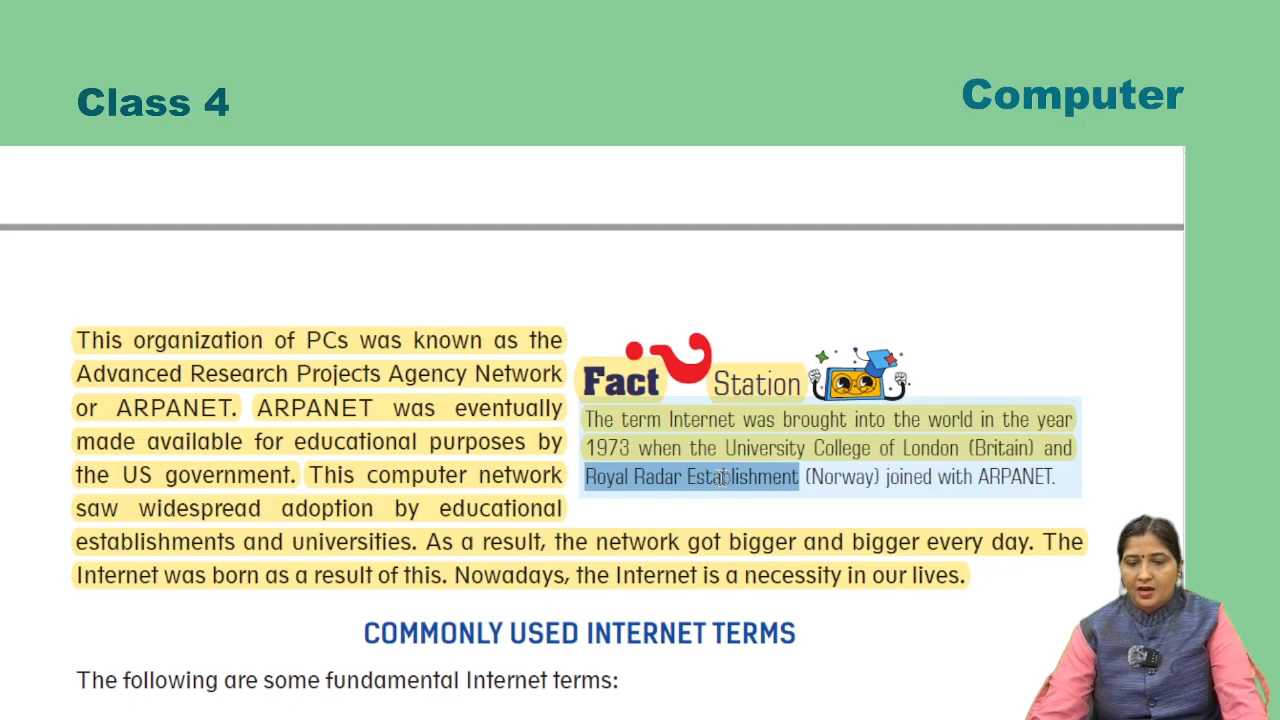 Class 4
Computer
This organization of PCs was known as the
Advanced Research Projects Agency Network
or ARPANET. ARPANET was eventually
made available for educational purposes by
the US government. This computer network
saw widespread adoption by educational
establishments and universities. As a result, the network got bigger and bigger every day. The
Internet was born as a result of this. Nowadays, the Internet is a necessity in our lives.
Fact Station
The term Internet was brought into the world in the year
1973 when the University College of London (Britain) and
Royal Radar Establishment (Norway) joined with ARPANET.
COMMONLY USED INTERNET TERMS
The following are some fundamental Internet terms: